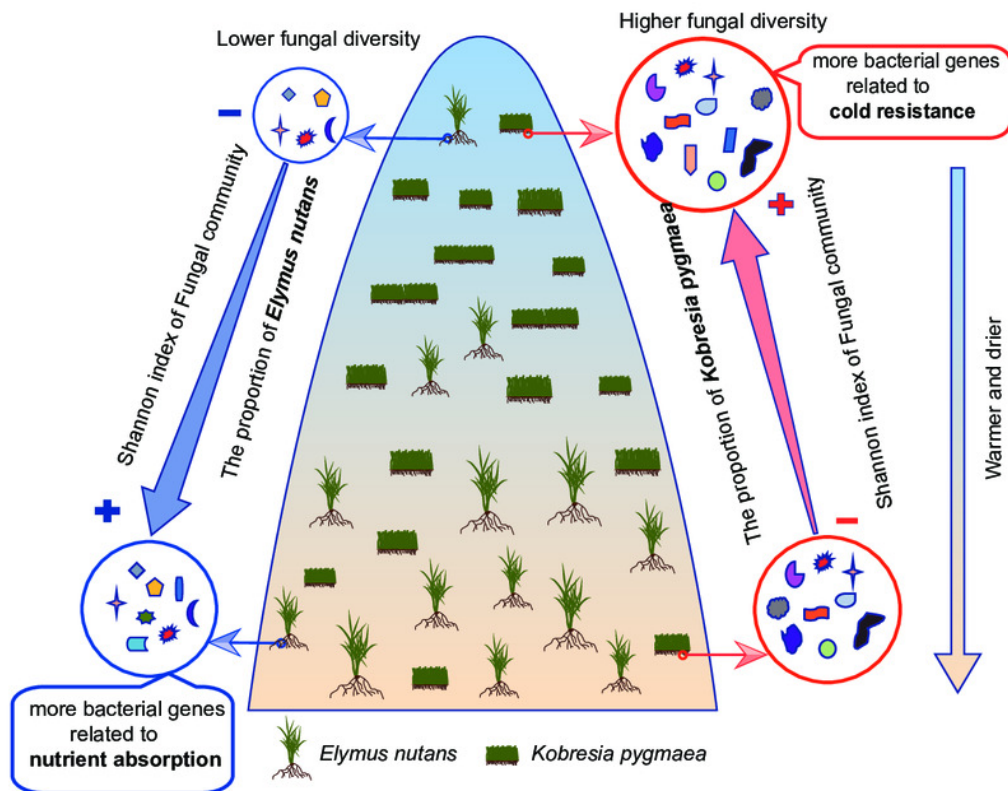 Lower fungal diversity
Higher fungal diversity
more bacterial genes
related to
cold resistance
Shannon index of Fungal community
The proportion of Elymus nutans
The proportion of Kobresia pygmaea
Shannon index of Fungal community
Warmer and drier
more bacterial genes
related to
nutrient absorption
Elymus nutans
Kobresia pygmaea